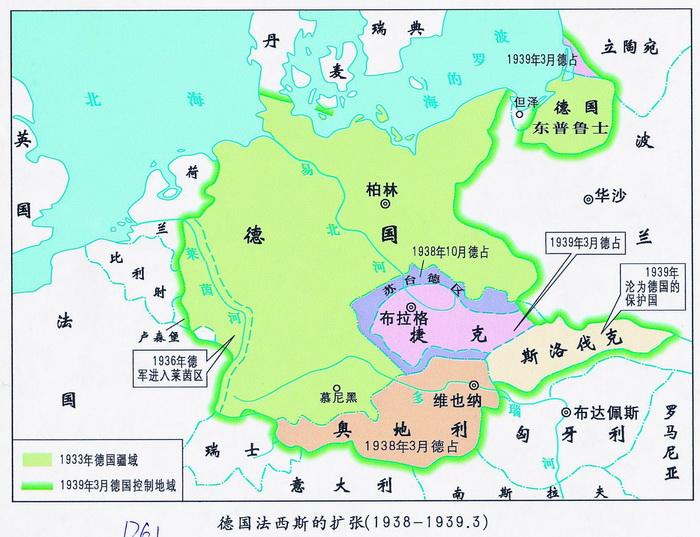 丹
麦
瑞 典
波
罗
的
海
1939年3月德占
立陶宛
北 海
英
国
但泽
德 国
东普鲁士
波
兰
荷
兰
易
北
河
柏林
华沙
德 国
比
利
时
莱
茵
河
1938年10月德占
1939年3月德占
苏台德区
1939年
沦为德国的
保护国
布拉格
捷 克
斯洛伐克
法
国
卢森堡
1936年德
军进入莱茵区
慕尼黑
多
瑙
河
维也纳
布达佩斯
奥 地 利
1938年3月德占
匈 牙 利
罗
马
尼
亚
瑞 士
意 大 利
南 斯 拉 夫
1933年德国疆域
1939年3月德国控制地域
德国法西斯的扩张(1938-1939.3)
1261